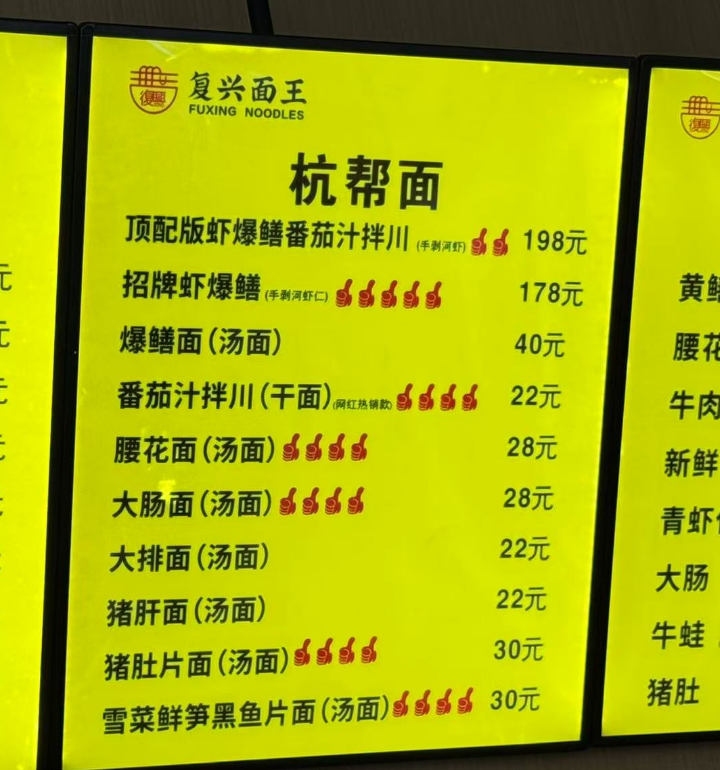 复兴面王
FUXING NOODLES
杭帮面
顶配版虾爆鳝番茄汁拌川 (手剥河虾) 198元
招牌虾爆鳝 (手剥河虾仁) 178元
爆鳝面(汤面) 40元
番茄汁拌川(干面) (网红热销款) 22元
腰花面(汤面) 28元
大肠面(汤面) 28元
大排面(汤面) 22元
猪肝面(汤面) 22元
猪肚片面(汤面) 30元
雪菜鲜笋黑鱼片面(汤面) 30元
元
元
復興
黄鳝
腰花
牛肉
新鲜
青虾
大肠
牛蛙
猪肚